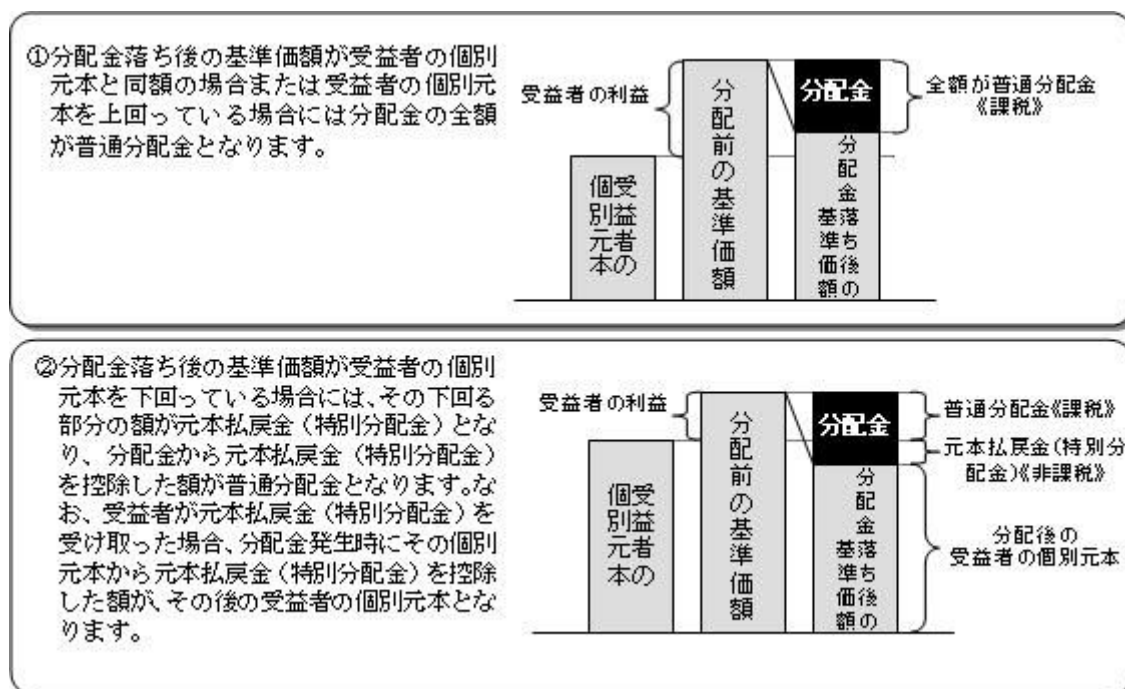 ①分配金落ち後の基準価額が受益者の個別
元本と同額の場合または受益者の個別元
本を上回っている場合には分配金の全額
が普通分配金となります。
受益者の利益
受益者の
個別元本
分配前の基準価額
分配金
分配金落ち後の
基準価額
全額が普通分配金
《課税》
②分配金落ち後の基準価額が受益者の個別
元本を下回っている場合には、その下回る
部分の額が元本払戻金（特別分配金）とな
り、分配金から元本払戻金（特別分配金）
を控除した額が普通分配金となります。な
お、受益者が元本払戻金（特別分配金）を
受け取った場合、分配金発生時にその個別
元本から元本払戻金（特別分配金）を控除
した額が、その後の受益者の個別元本とな
ります。
受益者の利益
受益者の
個別元本
分配前の基準価額
分配金
分配金落ち後の
基準価額
普通分配金《課税》
元本払戻金(特別分
配金)《非課税》
分配後の
受益者の個別元本